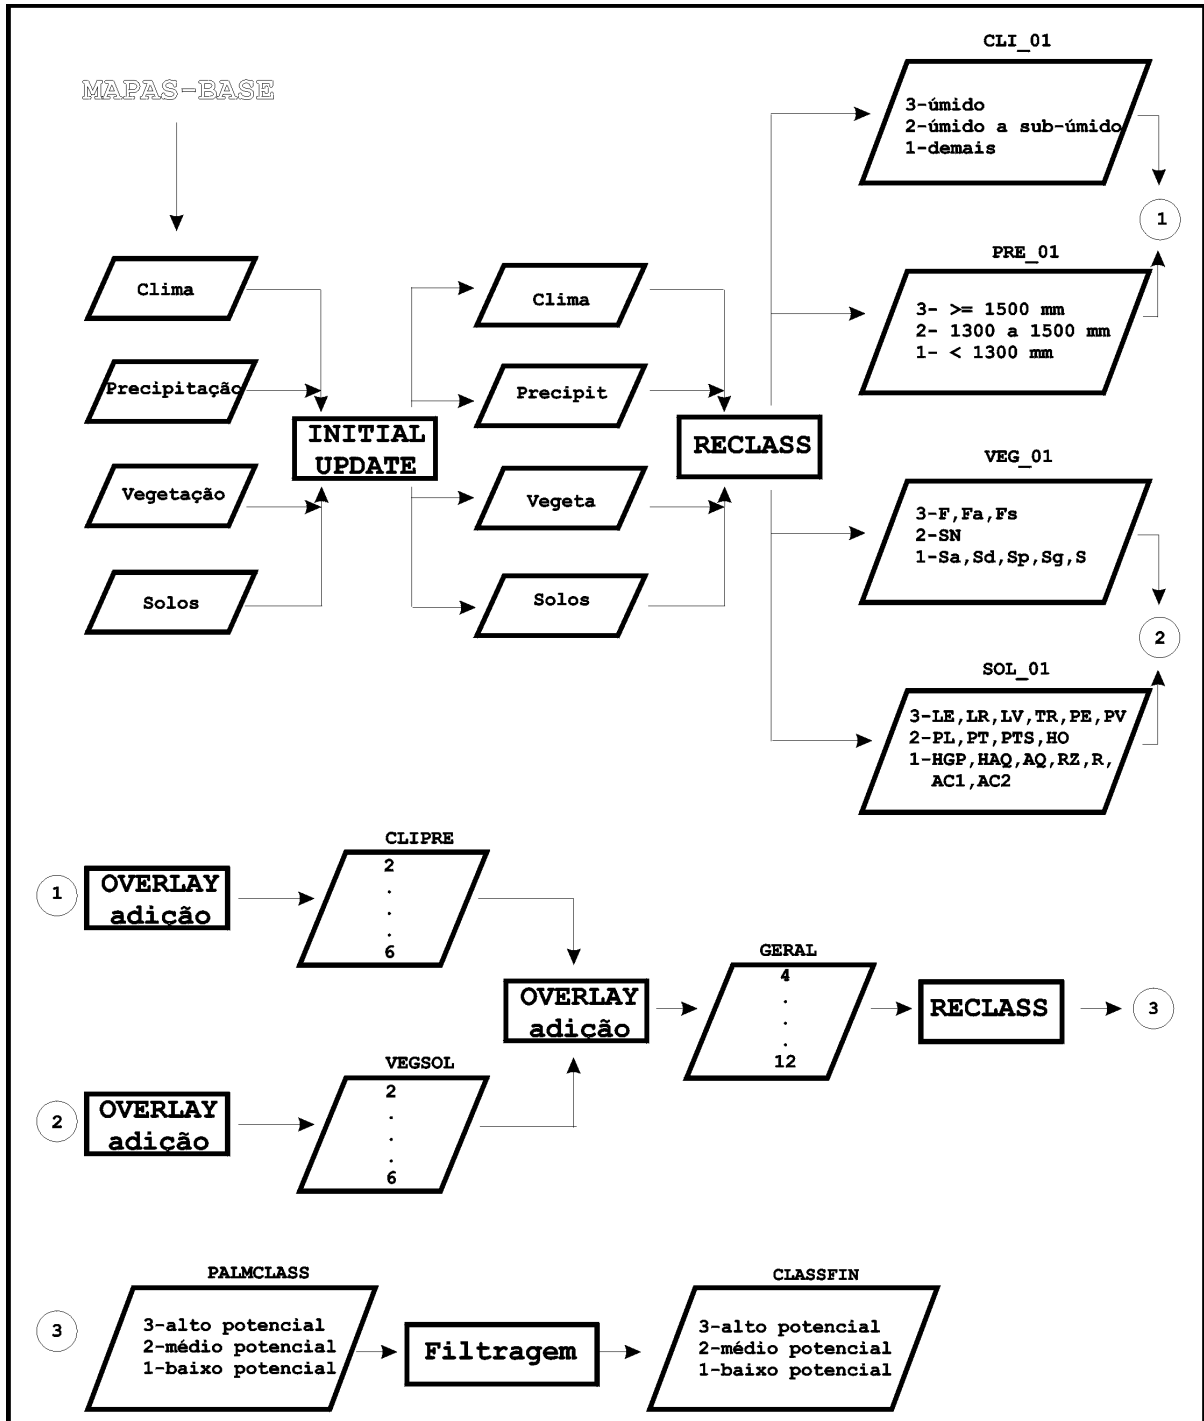 MAPAS-BASE
Clima
Precipitação
Vegetação
Solos
INITIAL
UPDATE
Clima
Precipit
Vegeta
Solos
RECLASS
CLI_01
3-úmido
2-úmido a sub-úmido
1-demais
1
PRE_01
3- >= 1500 mm
2- 1300 a 1500 mm
1- < 1300 mm
VEG_01
3-F,Fa,Fs
2-SN
1-Sa,Sd,Sp,Sg,S
2
SOL_01
3-LE,LR,LV,TR,PE,PV
2-PL,PT,PTS,HO
1-HGP,HAQ,AQ,RZ,R,
AC1,AC2
1
OVERLAY
adição
CLIPRE
2
.
.
.
6
2
OVERLAY
adição
VEGSOL
2
.
.
.
6
OVERLAY
adição
GERAL
4
.
.
.
12
RECLASS
3
3
PALMCLASS
3-alto potencial
2-médio potencial
1-baixo potencial
Filtragem
CLASSFIN
3-alto potencial
2-médio potencial
1-baixo potencial